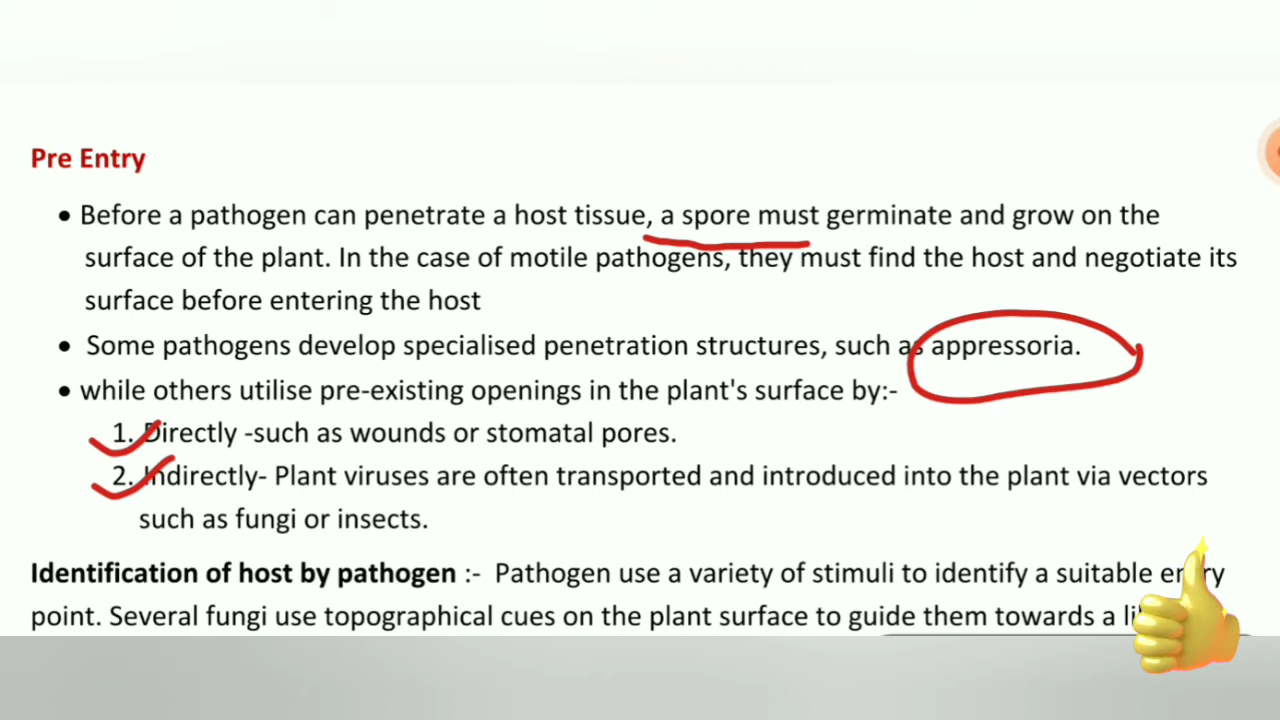 Pre Entry
• Before a pathogen can penetrate a host tissue, a spore must germinate and grow on the
surface of the plant. In the case of motile pathogens, they must find the host and negotiate its
surface before entering the host
• Some pathogens develop specialised penetration structures, such as appressoria.
• while others utilise pre-existing openings in the plant's surface by:-
1. Directly -such as wounds or stomatal pores.
2. Indirectly- Plant viruses are often transported and introduced into the plant via vectors
such as fungi or insects.
Identification of host by pathogen :- Pathogen use a variety of stimuli to identify a suitable entry
point. Several fungi use topographical cues on the plant surface to guide them towards a